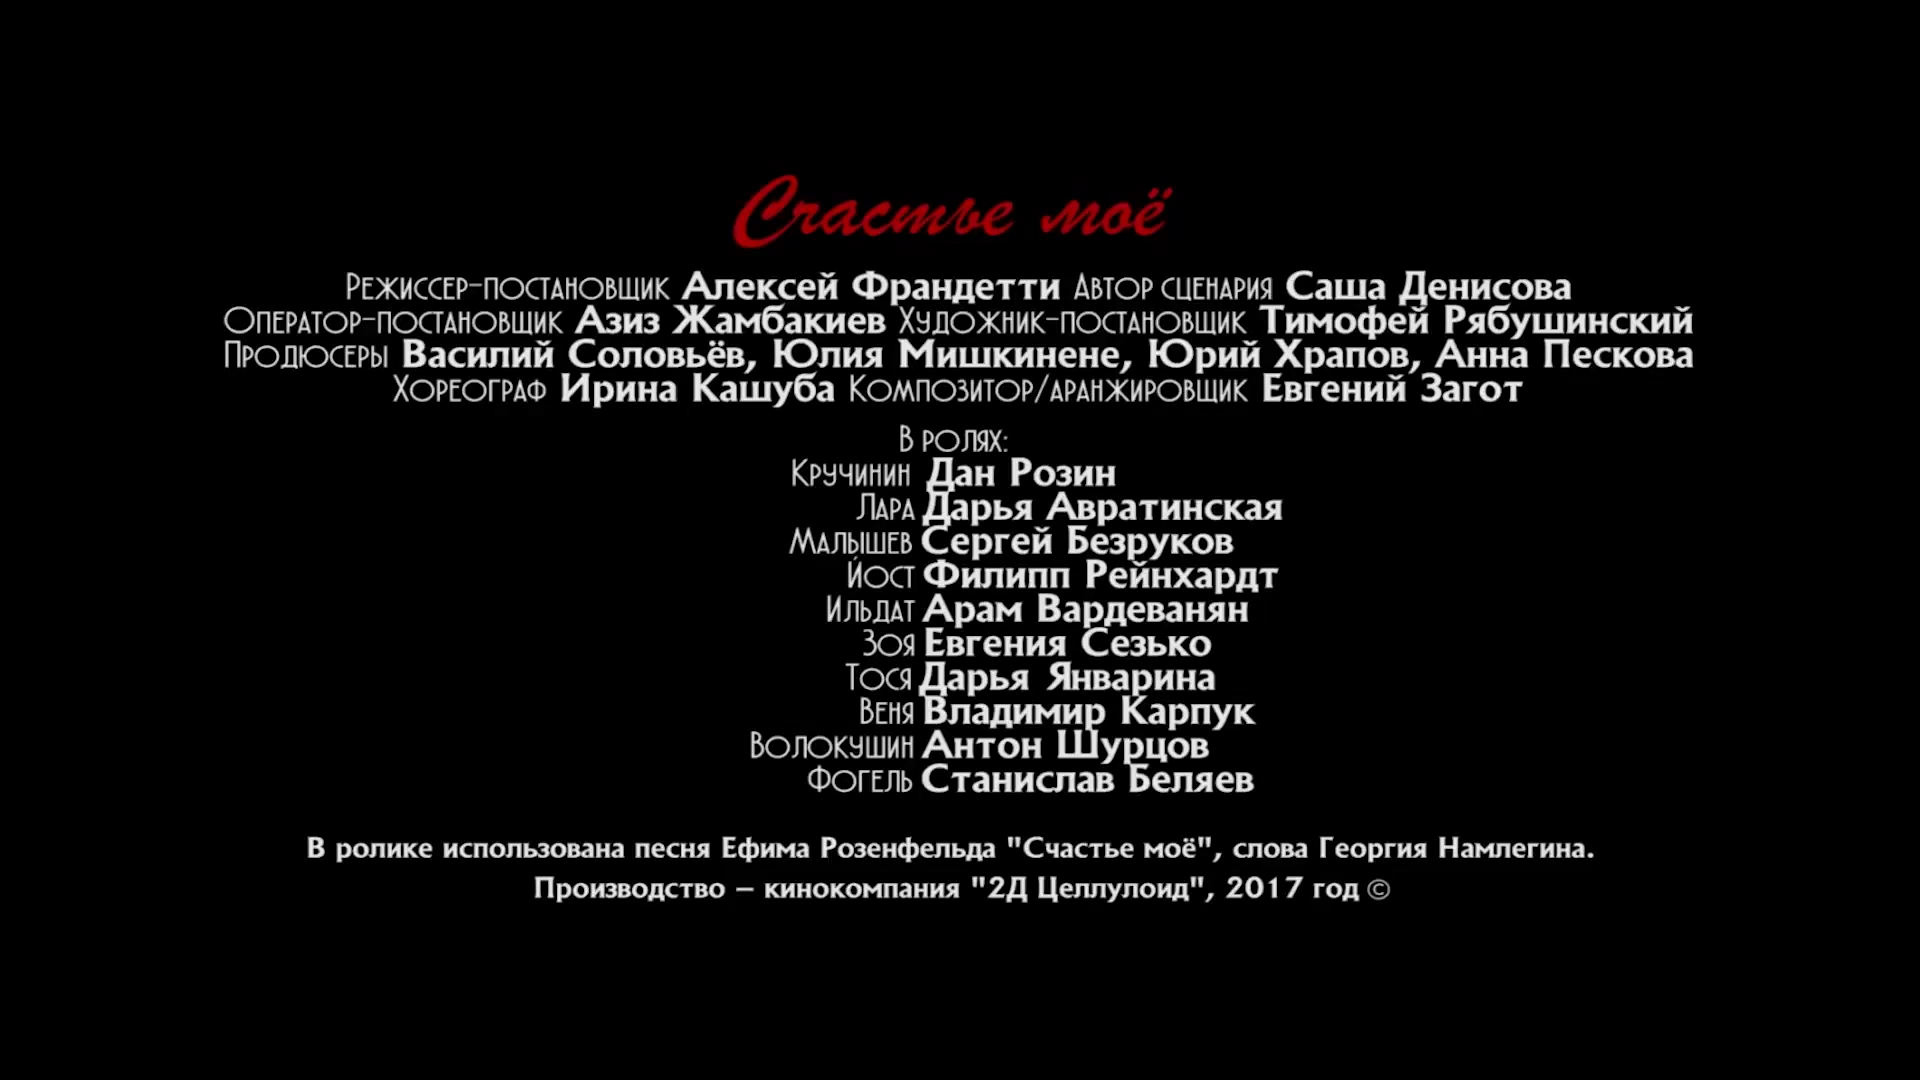 Счастье моё
Режиссер-постановщик Алексей Франдетти Автор сценария Саша Денисова
Оператор-постановщик Азиз Жамбакиев Художник-постановщик Тимофей Рябушинский
Продюсеры Василий Соловьёв, Юлия Мишкинене, Юрий Храпов, Анна Пескова
Хореограф Ирина Кашуба Композитор/аранжировщик Евгений Загот
В ролях:
Кручинин Дан Розин
Лара Дарья Авратинская
Малышев Сергей Безруков
Йост Филипп Рейнхардт
Ильдат Арам Вардеванян
Зоя Евгения Сезько
Тося Дарья Январина
Веня Владимир Карпук
Волокушин Антон Шурцов
Фогель Станислав Беляев
В ролике использована песня Ефима Розенфельда "Счастье моё", слова Георгия Намлегина.
Производство – кинокомпания "2Д Целлулоид", 2017 год ©